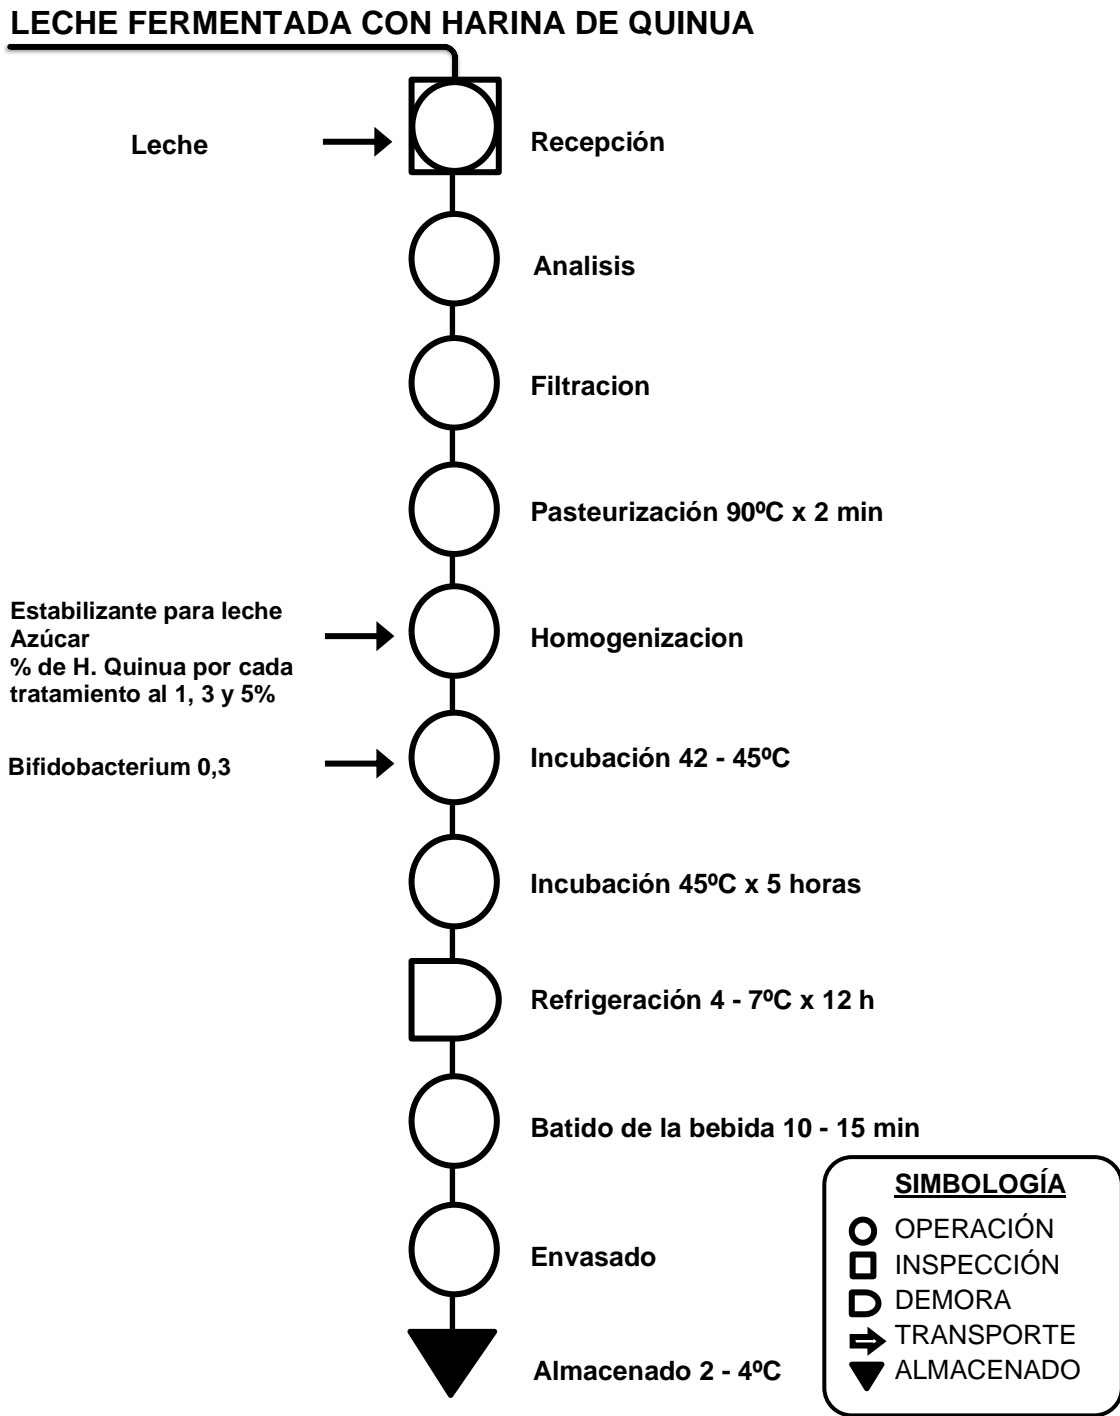 LECHE FERMENTADA CON HARINA DE QUINUA
Leche
Recepción
Analisis
Filtracion
Pasteurización 90ºC x 2 min
Estabilizante para leche
Azúcar
% de H. Quinua por cada
tratamiento al 1, 3 y 5%
Homogenizacion
Bifidobacterium 0,3
Incubación 42 - 45ºC
Incubación 45ºC x 5 horas
Refrigeración 4 - 7ºC x 12 h
Batido de la bebida 10 - 15 min
Envasado
Almacenado 2 - 4ºC
SIMBOLOGÍA
OPERACIÓN
INSPECCIÓN
DEMORA
TRANSPORTE
ALMACENADO